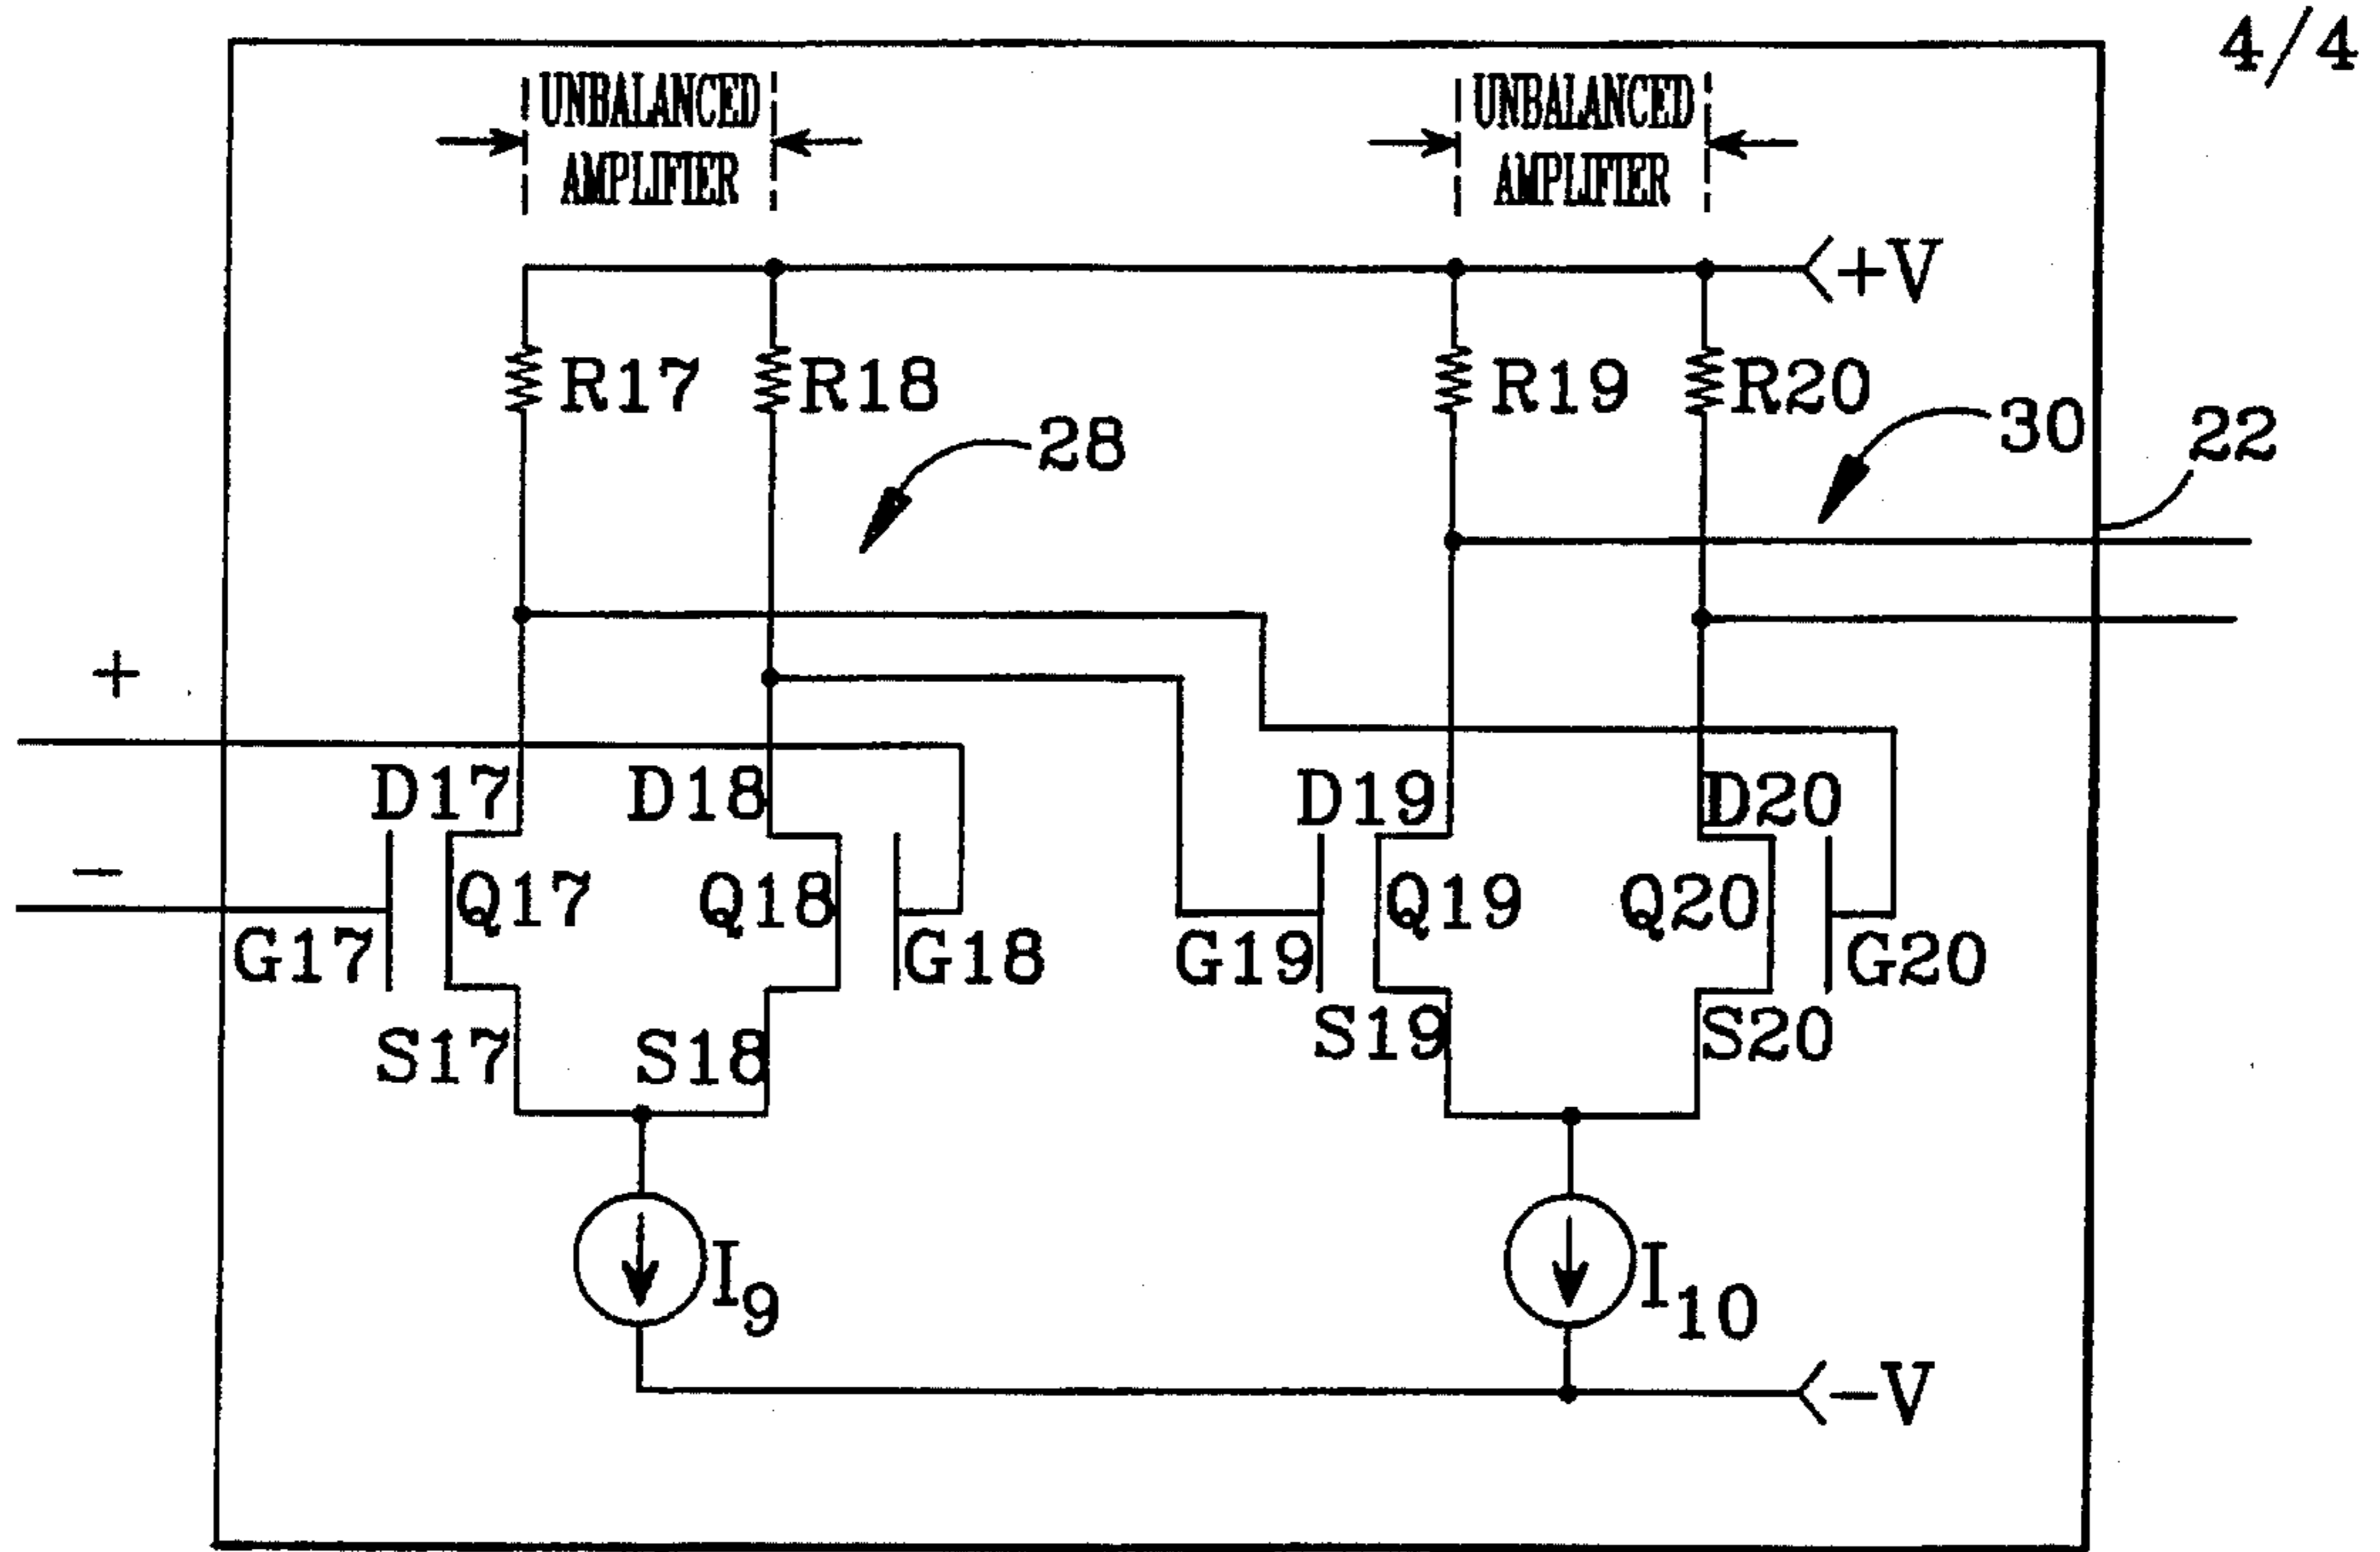 4/4
UNBALANCED
AMPLIFIER
UNBALANCED
AMPLIFIER
+V
R17
R18
R19
R20
28
30
22
+
D17
D18
D19
D20
−
Q17
Q18
Q19
Q20
G17
G18
G19
G20
S17
S18
S19
S20
I9
I10
−V